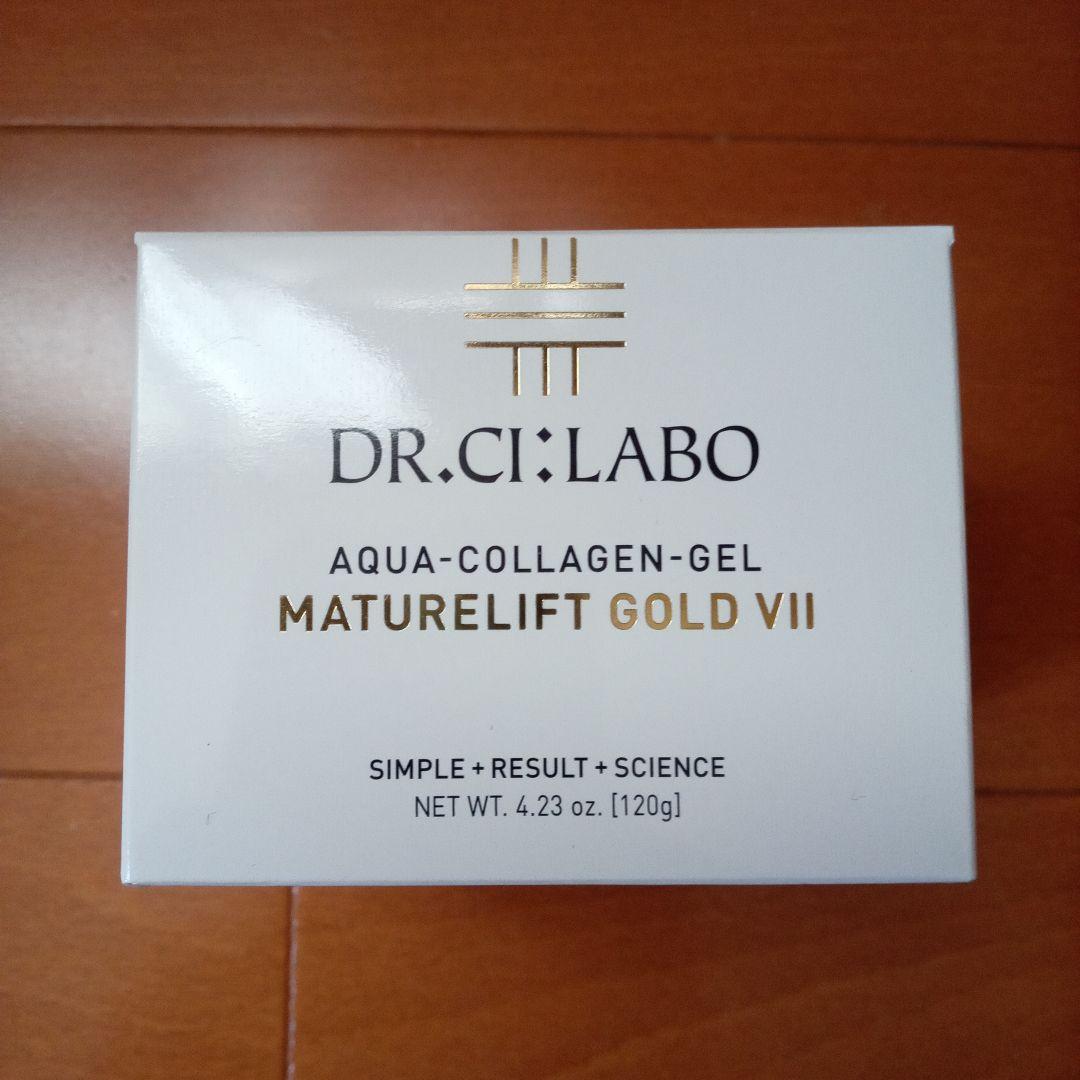 DR.CI:LABO
AQUA-COLLAGEN-GEL
MATURELIFT GOLD VII
SIMPLE+RESULT+SCIENCE
NET WT. 4.23 oz. [120g]